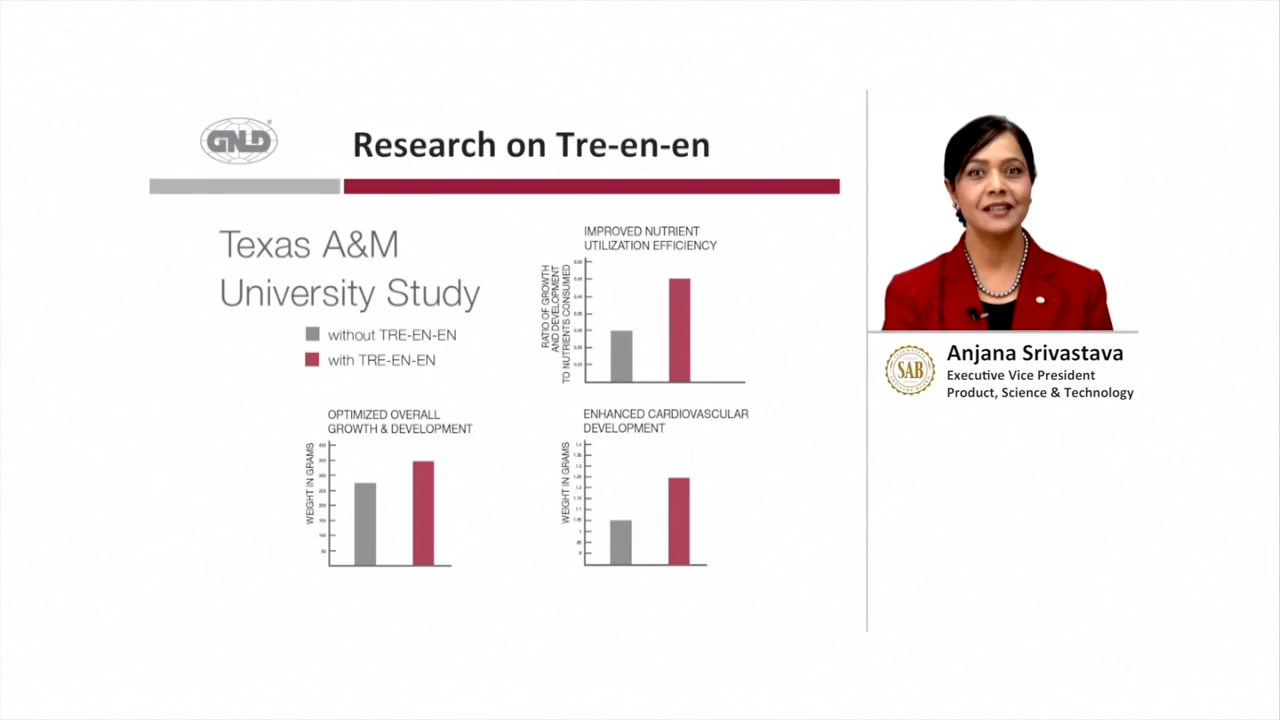 GNLD
Research on Tre-en-en
Texas A&M
University Study
without TRE-EN-EN
with TRE-EN-EN
IMPROVED NUTRIENT
UTILIZATION EFFICIENCY
RATIO OF GROWTH
AND DEVELOPMENT
TO NUTRIENTS CONSUMED
OPTIMIZED OVERALL
GROWTH & DEVELOPMENT
WEIGHT IN GRAMS
ENHANCED CARDIOVASCULAR
DEVELOPMENT
WEIGHT IN GRAMS
SAB
Anjana Srivastava
Executive Vice President
Product, Science & Technology